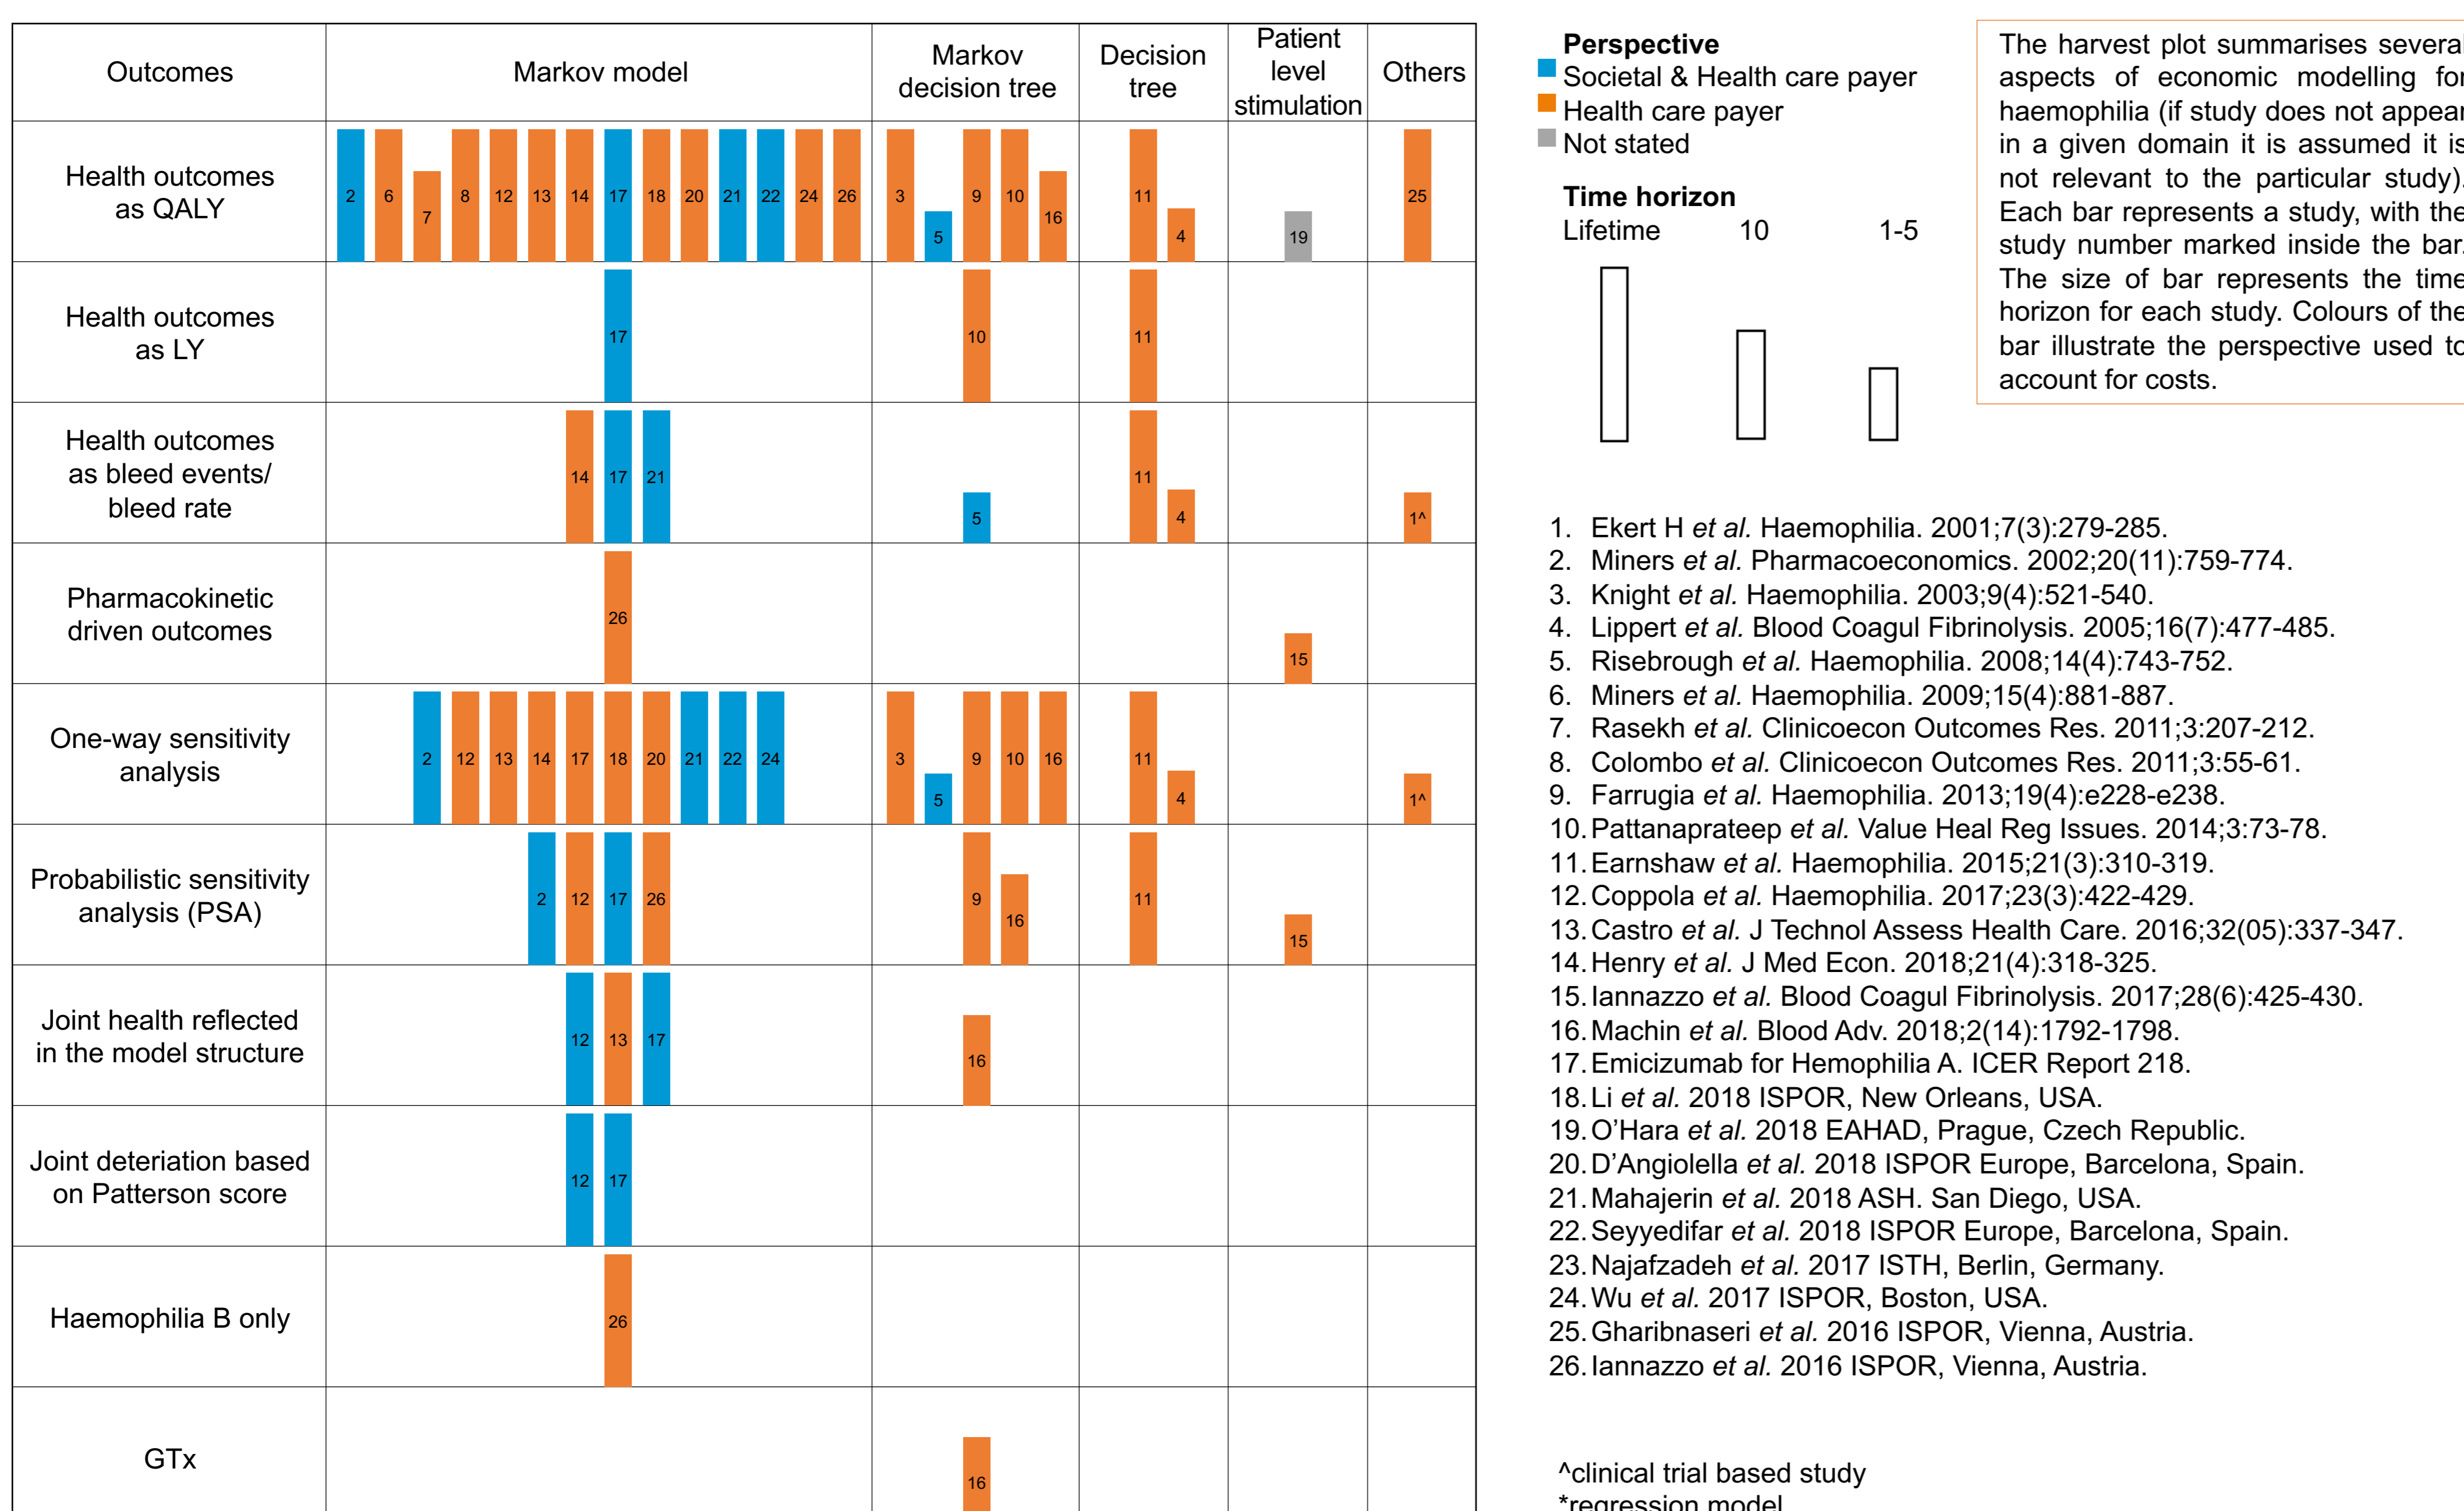 Outcomes
Markov model
Markov
decision tree
Decision
tree
Patient
level
stimulation
Others
Health outcomes
as QALY
2 6 7 8 12 13 14 17 18 20 21 22 24 26
3 5 9 10 16
11 4
19
25
Health outcomes
as LY
17
10
11
Health outcomes
as bleed events/
bleed rate
14 17 21
5
11 4
1^
Pharmacokinetic
driven outcomes
26
15
One-way sensitivity
analysis
2 12 13 14 17 18 20 21 22 24
3 5 9 10 16
11 4
1^
Probabilistic sensitivity
analysis (PSA)
2 12 17 26
9 16
11
15
Joint health reflected
in the model structure
12 13 17
16
Joint deteriation based
on Patterson score
12 17
Haemophilia B only
26
GTx
16
Perspective
Societal & Health care payer
Health care payer
Not stated
Time horizon
Lifetime 10 1-5
The harvest plot summarises several
aspects of economic modelling for
haemophilia (if study does not appear
in a given domain it is assumed it is
not relevant to the particular study).
Each bar represents a study, with the
study number marked inside the bar.
The size of bar represents the time
horizon for each study. Colours of the
bar illustrate the perspective used to
account for costs.
1. Ekert H et al. Haemophilia. 2001;7(3):279-285.
2. Miners et al. Pharmacoeconomics. 2002;20(11):759-774.
3. Knight et al. Haemophilia. 2003;9(4):521-540.
4. Lippert et al. Blood Coagul Fibrinolysis. 2005;16(7):477-485.
5. Risebrough et al. Haemophilia. 2008;14(4):743-752.
6. Miners et al. Haemophilia. 2009;15(4):881-887.
7. Rasekh et al. Clinicoecon Outcomes Res. 2011;3:207-212.
8. Colombo et al. Clinicoecon Outcomes Res. 2011;3:55-61.
9. Farrugia et al. Haemophilia. 2013;19(4):e228-e238.
10. Pattanaprateep et al. Value Heal Reg Issues. 2014;3:73-78.
11. Earnshaw et al. Haemophilia. 2015;21(3):310-319.
12. Coppola et al. Haemophilia. 2017;23(3):422-429.
13. Castro et al. J Technol Assess Health Care. 2016;32(05):337-347.
14. Henry et al. J Med Econ. 2018;21(4):318-325.
15. Iannazzo et al. Blood Coagul Fibrinolysis. 2017;28(6):425-430.
16. Machin et al. Blood Adv. 2018;2(14):1792-1798.
17. Emicizumab for Hemophilia A. ICER Report 218.
18. Li et al. 2018 ISPOR, New Orleans, USA.
19. O’Hara et al. 2018 EAHAD, Prague, Czech Republic.
20. D’Angiolella et al. 2018 ISPOR Europe, Barcelona, Spain.
21. Mahajerin et al. 2018 ASH. San Diego, USA.
22. Seyyedifar et al. 2018 ISPOR Europe, Barcelona, Spain.
23. Najafzadeh et al. 2017 ISTH, Berlin, Germany.
24. Wu et al. 2017 ISPOR, Boston, USA.
25. Gharibnaseri et al. 2016 ISPOR, Vienna, Austria.
26. Iannazzo et al. 2016 ISPOR, Vienna, Austria.
^clinical trial based study
*regression model